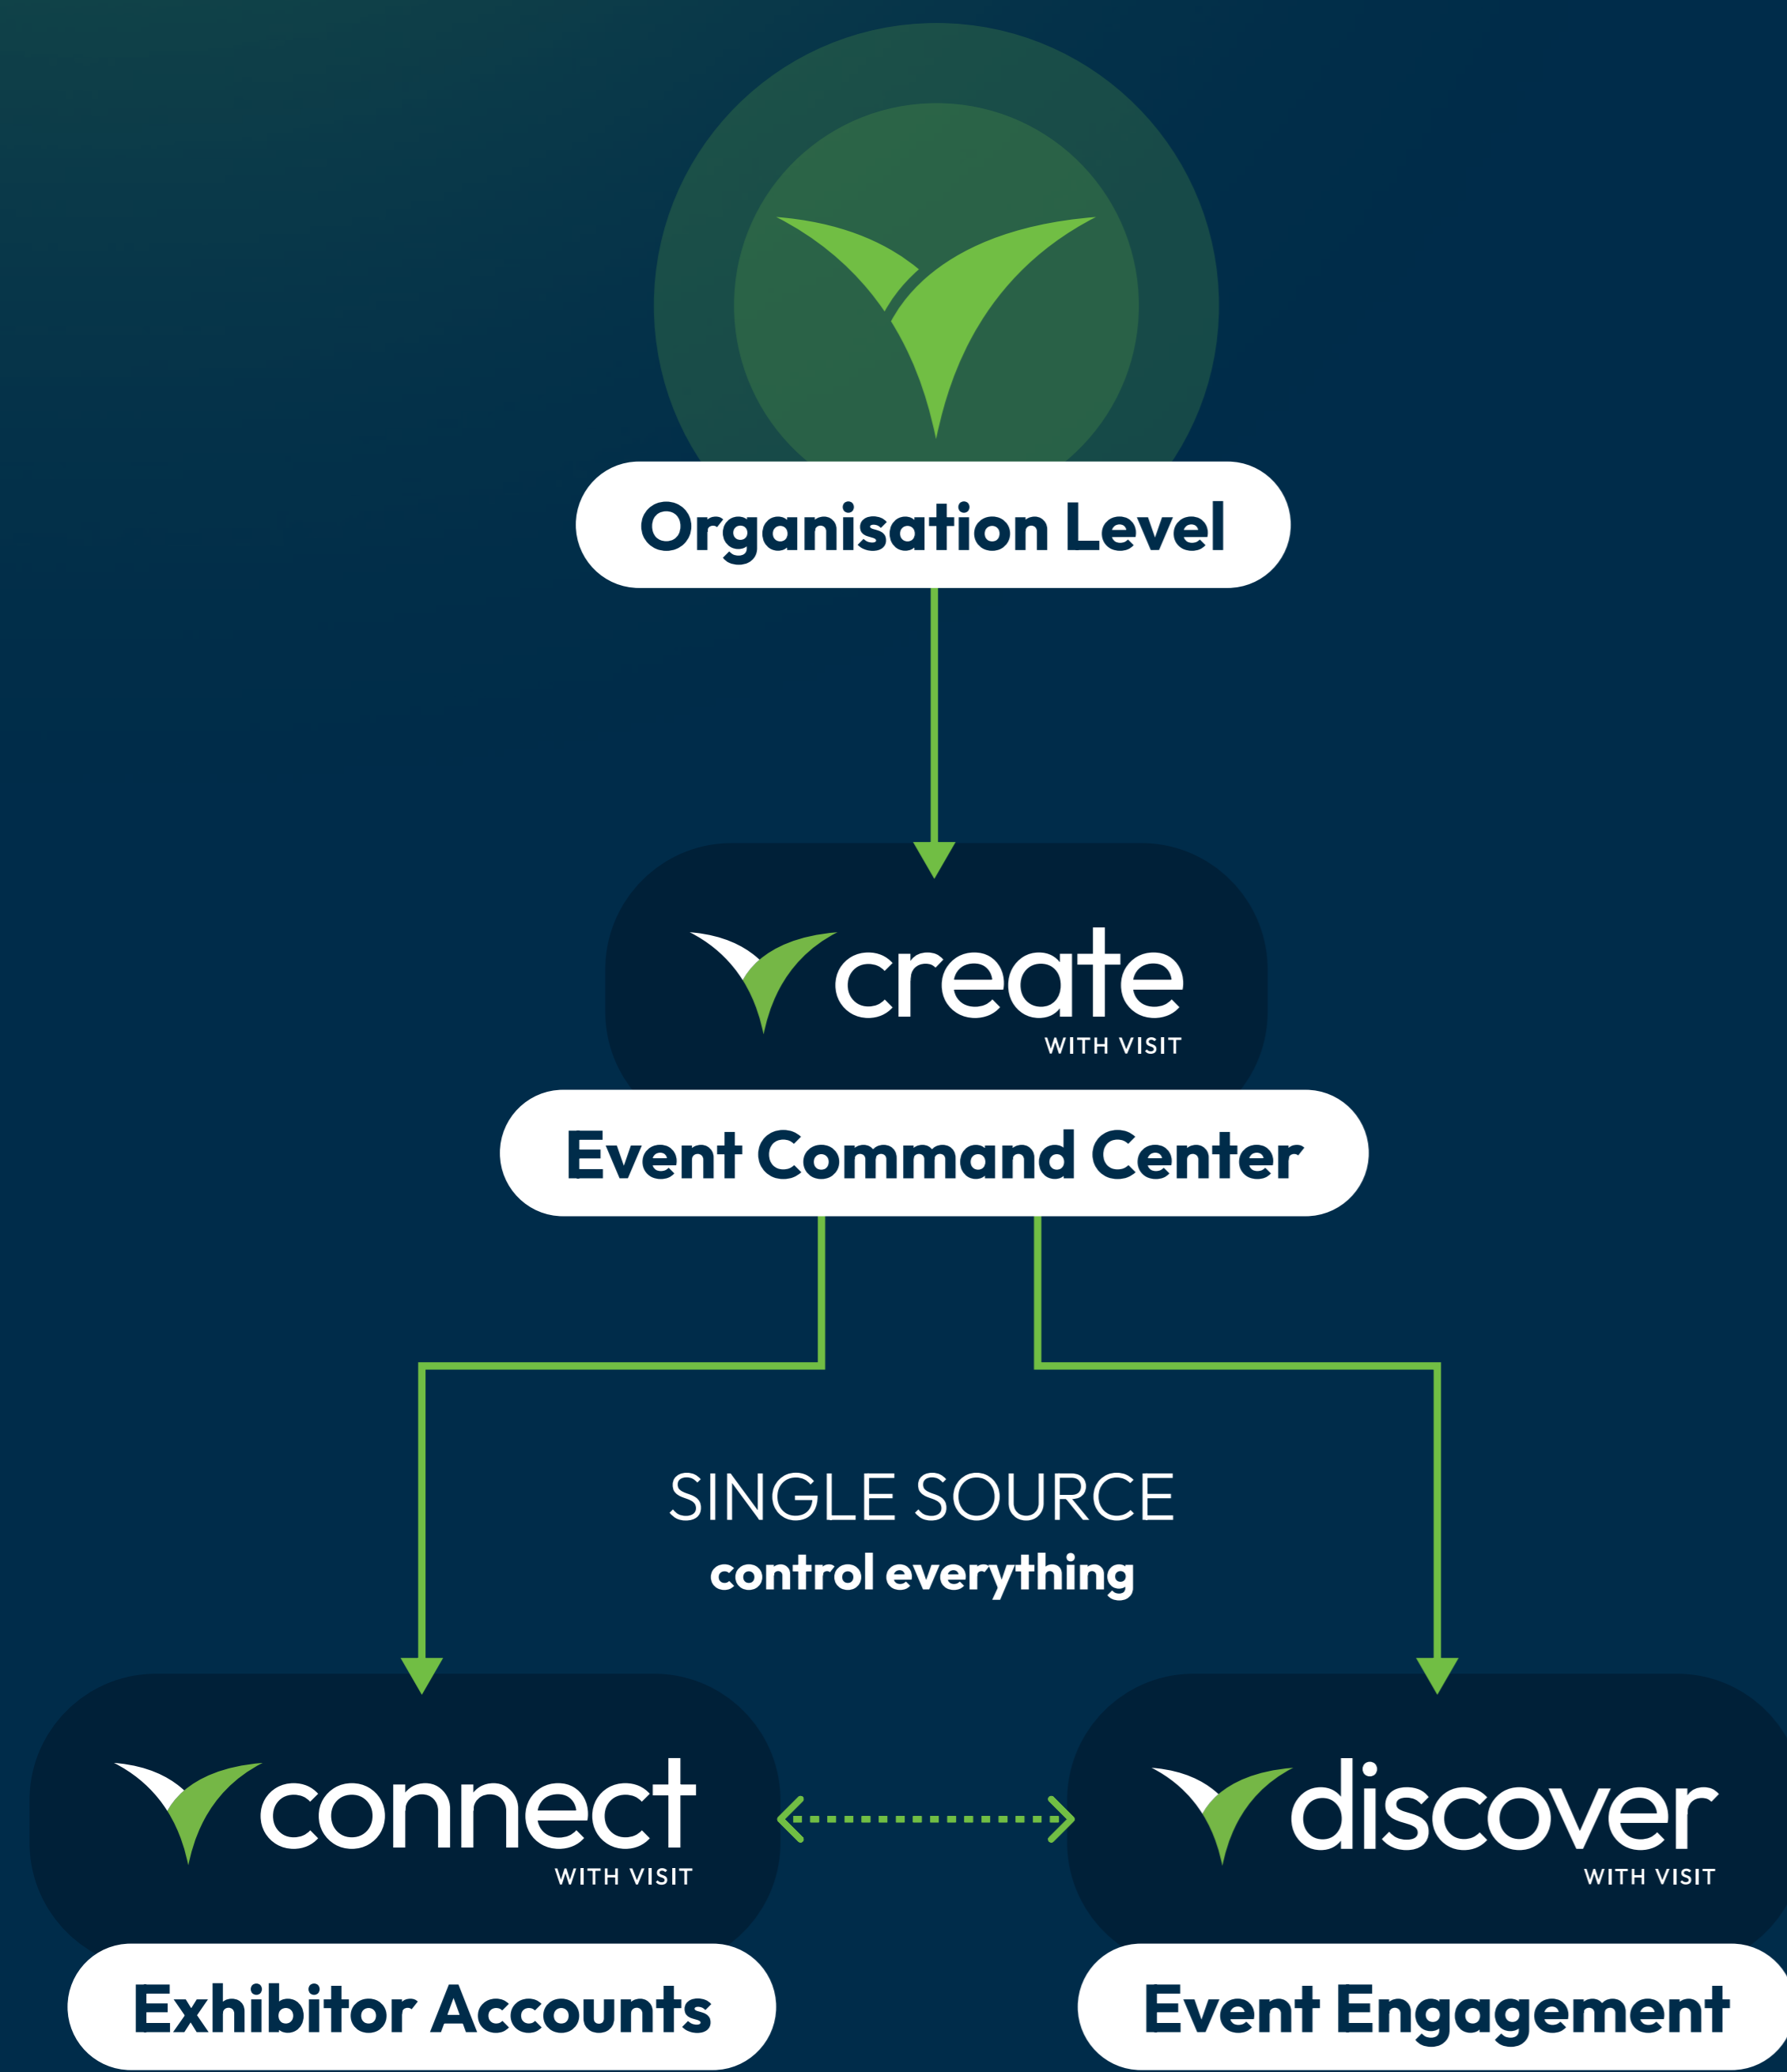 Organisation Level
create
WITH VISIT
Event Command Center
SINGLE SOURCE
control everything
connect
WITH VISIT
discover
WITH VISIT
Exhibitor Accounts
Event Engagement